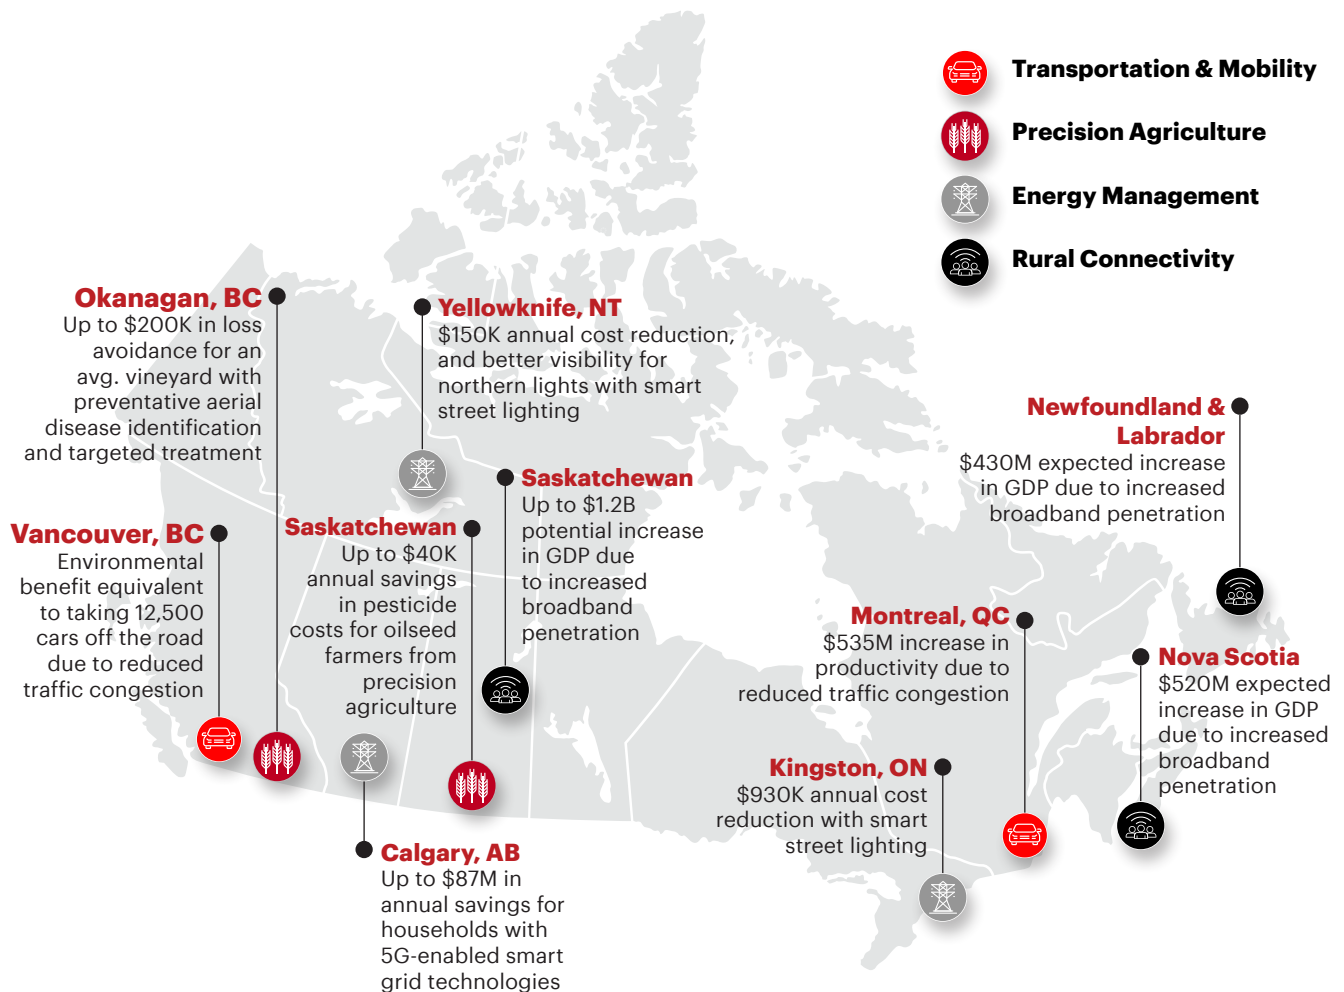 Transportation & Mobility
Precision Agriculture
Energy Management
Rural Connectivity
Okanagan, BC
Up to $200K in loss
avoidance for an
avg. vineyard with
preventative aerial
disease identification
and targeted treatment
Yellowknife, NT
$150K annual cost reduction,
and better visibility for
northern lights with smart
street lighting
Newfoundland &
Labrador
$430M expected increase
in GDP due to increased
broadband penetration
Vancouver, BC
Environmental
benefit equivalent
to taking 12,500
cars off the road
due to reduced
traffic congestion
Saskatchewan
Up to $40K
annual savings
in pesticide
costs for oilseed
farmers from
precision
agriculture
Saskatchewan
Up to $1.2B
potential increase
in GDP due
to increased
broadband
penetration
Montreal, QC
$535M increase in
productivity due to
reduced traffic congestion
Nova Scotia
$520M expected
increase in GDP
due to increased
broadband
penetration
Kingston, ON
$930K annual cost
reduction with smart
street lighting
Calgary, AB
Up to $87M in
annual savings for
households with
5G-enabled smart
grid technologies